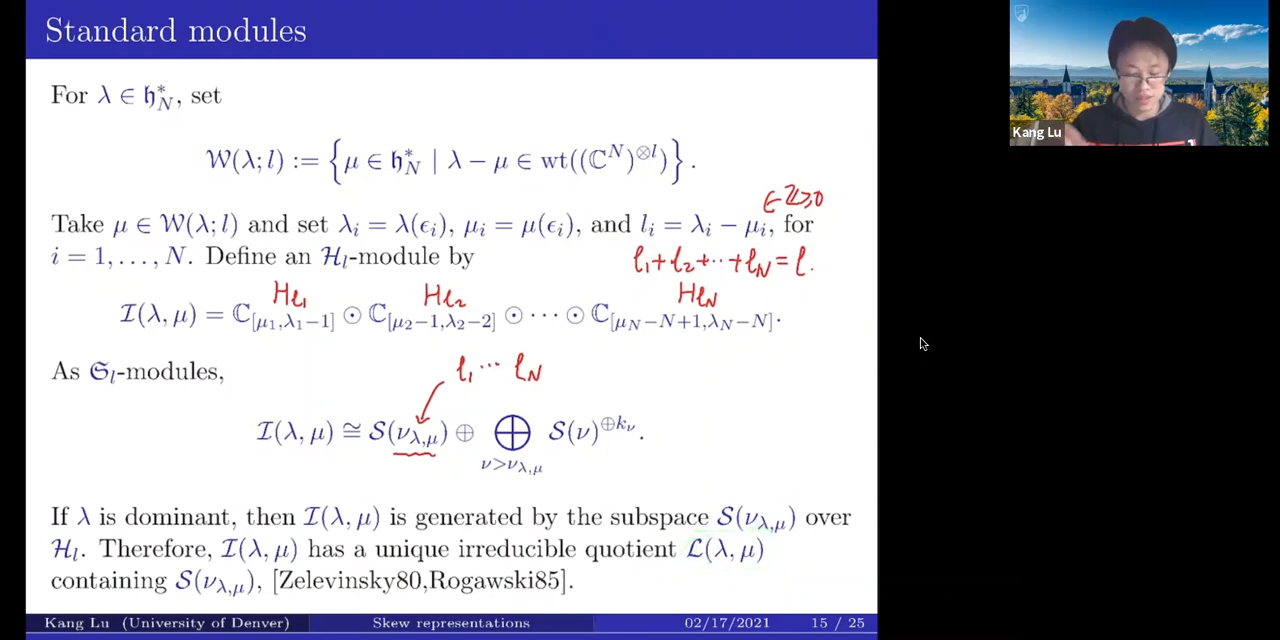 Standard modules
For λ ∈ 𝔥*_N, set
𝒲(λ; l) := { μ ∈ 𝔥*_N | λ − μ ∈ wt((ℂ^N)^{⊗l}) }.
∈ ℤ≥0
Take μ ∈ 𝒲(λ; l) and set λ_i = λ(ϵ_i), μ_i = μ(ϵ_i), and l_i = λ_i − μ_i, for
i = 1, . . . , N. Define an ℋ_l-module by
l_1+l_2+···+l_N = l.
H_{l_1} H_{l_2} H_{l_N}
ℐ(λ, μ) = ℂ_{[μ_1,λ_1−1]} ⊙ ℂ_{[μ_2−1,λ_2−2]} ⊙ · · · ⊙ ℂ_{[μ_N−N+1,λ_N−N]}.
As 𝔖_l-modules,
l_1 ··· l_N
ℐ(λ, μ) ≅ 𝒮(ν_{λ,μ}) ⊕ ⨁_{ν>ν_{λ,μ}} 𝒮(ν)^{⊕k_ν}.
If λ is dominant, then ℐ(λ, μ) is generated by the subspace 𝒮(ν_{λ,μ}) over
ℋ_l. Therefore, ℐ(λ, μ) has a unique irreducible quotient ℒ(λ, μ)
containing 𝒮(ν_{λ,μ}), [Zelevinsky80,Rogawski85].
Kang Lu (University of Denver) Skew representations 02/17/2021 15 / 25
Kang Lu